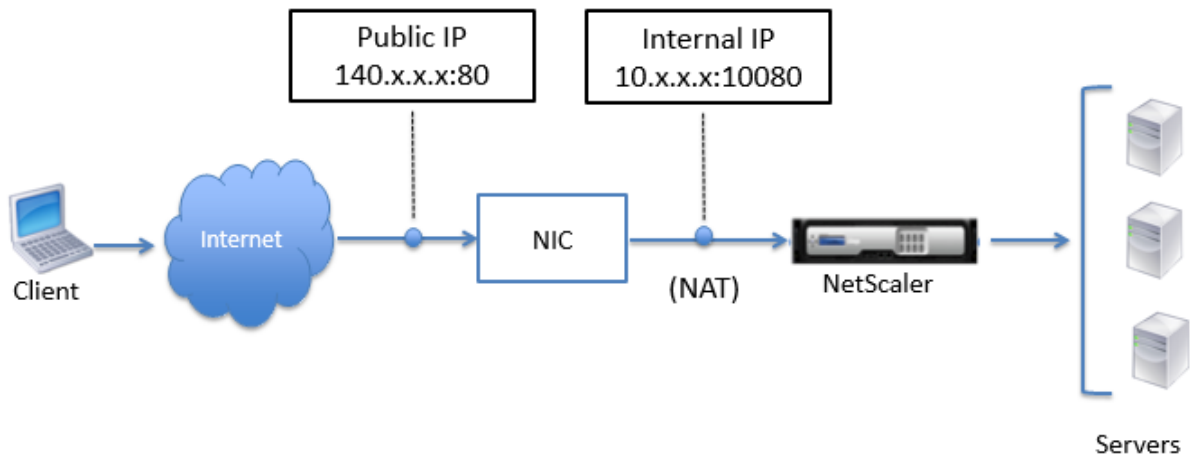 Public IP
140.x.x.x:80
Internal IP
10.x.x.x:10080
Internet
NIC
(NAT)
NetScaler
Client
Servers